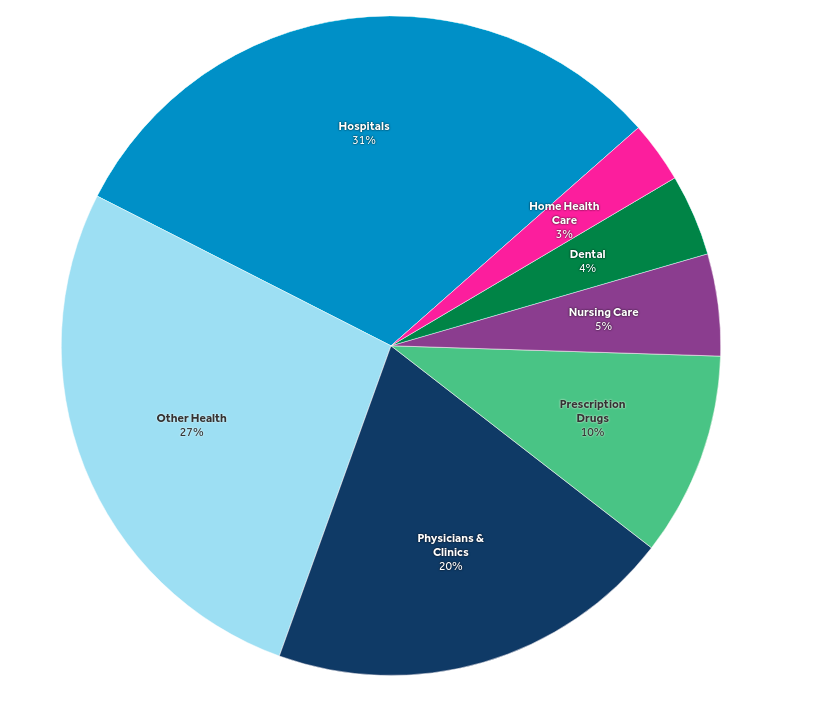 Hospitals
31%
Home Health
Care
3%
Dental
4%
Nursing Care
5%
Prescription
Drugs
10%
Other Health
27%
Physicians &
Clinics
20%